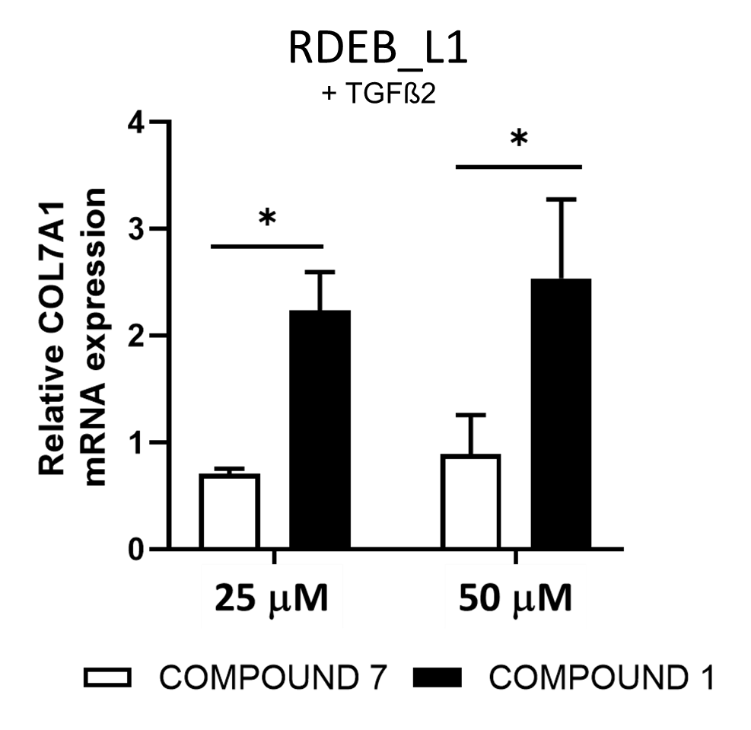 RDEB_L1
+ TGFß2
Relative COL7A1
mRNA expression
4
3
2
1
0
*
*
25 μM
50 μM
COMPOUND 7
COMPOUND 1